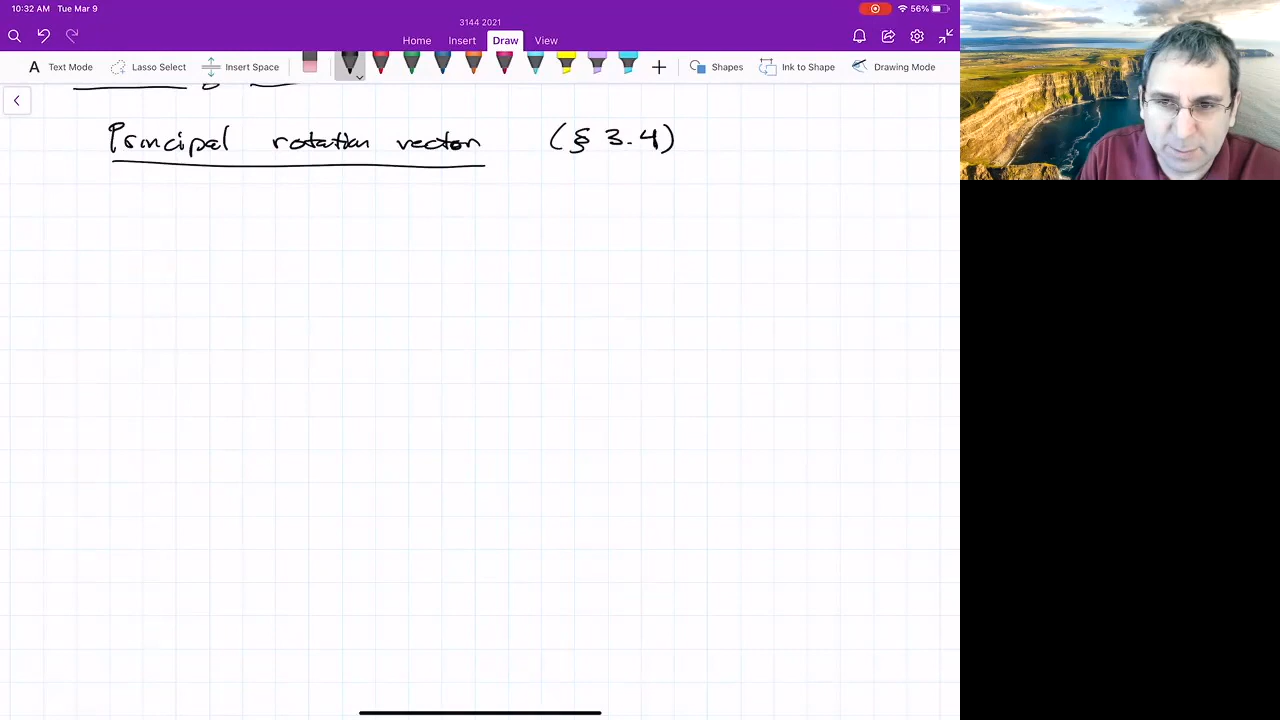 10:32 AM Tue Mar 9
56%
3144 2021
Home Insert Draw View
Text Mode Lasso Select Insert Space Shapes Ink to Shape Drawing Mode
Principal rotation vector (§ 3.4)